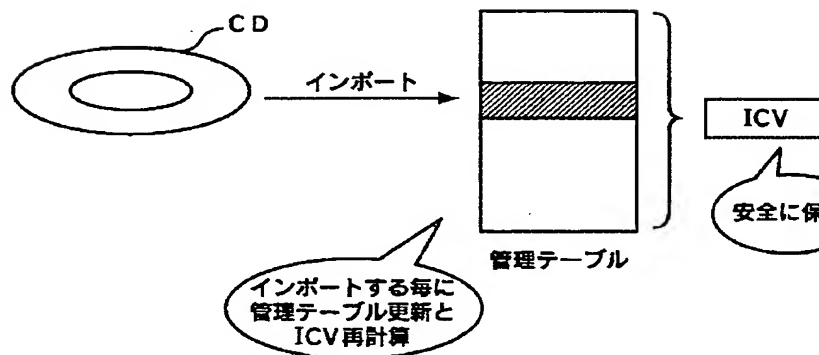 CD
インポート
ICV
安全に保
管理テーブル
インポートする毎に
管理テーブル更新と
ICV再計算